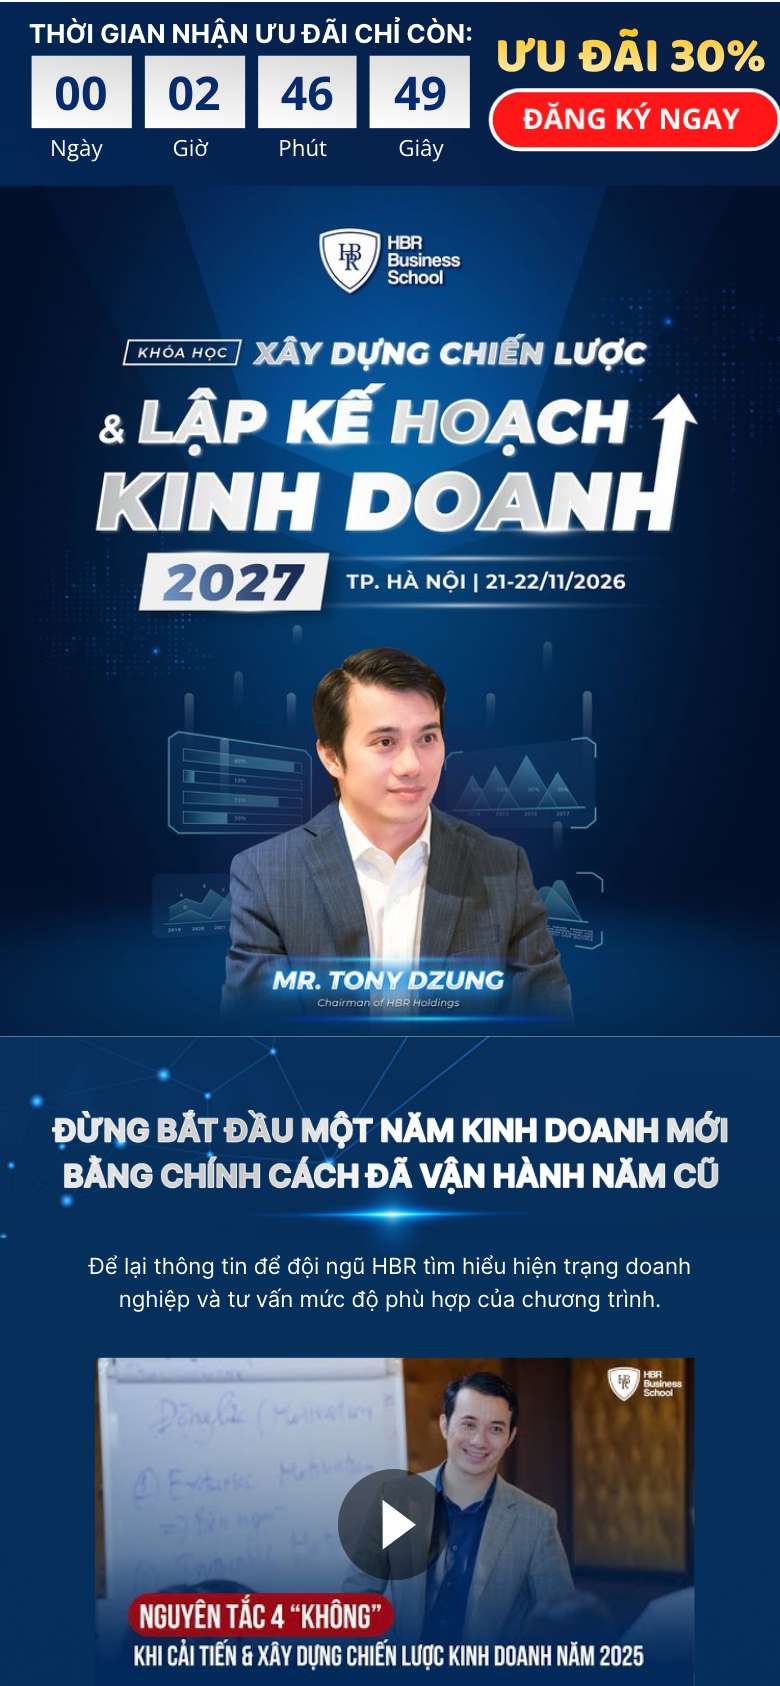 THỜI GIAN NHẬN ƯU ĐÃI CHỈ CÒN:
00 02 46 49
Ngày Giờ Phút Giây
ƯU ĐÃI 30%
ĐĂNG KÝ NGAY
HBR
HBR
Business
School
KHÓA HỌC XÂY DỰNG CHIẾN LƯỢC
& LẬP KẾ HOẠCH
KINH DOANH
2027 TP. HÀ NỘI | 21-22/11/2026
MR. TONY DZUNG
Chairman of HBR Holdings
ĐỪNG BẮT ĐẦU MỘT NĂM KINH DOANH MỚI
BẰNG CHÍNH CÁCH ĐÃ VẬN HÀNH NĂM CŨ
Để lại thông tin để đội ngũ HBR tìm hiểu hiện trạng doanh
nghiệp và tư vấn mức độ phù hợp của chương trình.
HBR
HBR
Business
School
Động lực (Motivation
NGUYÊN TẮC 4 “KHÔNG”
KHI CẢI TIẾN & XÂY DỰNG CHIẾN LƯỢC KINH DOANH NĂM 2025